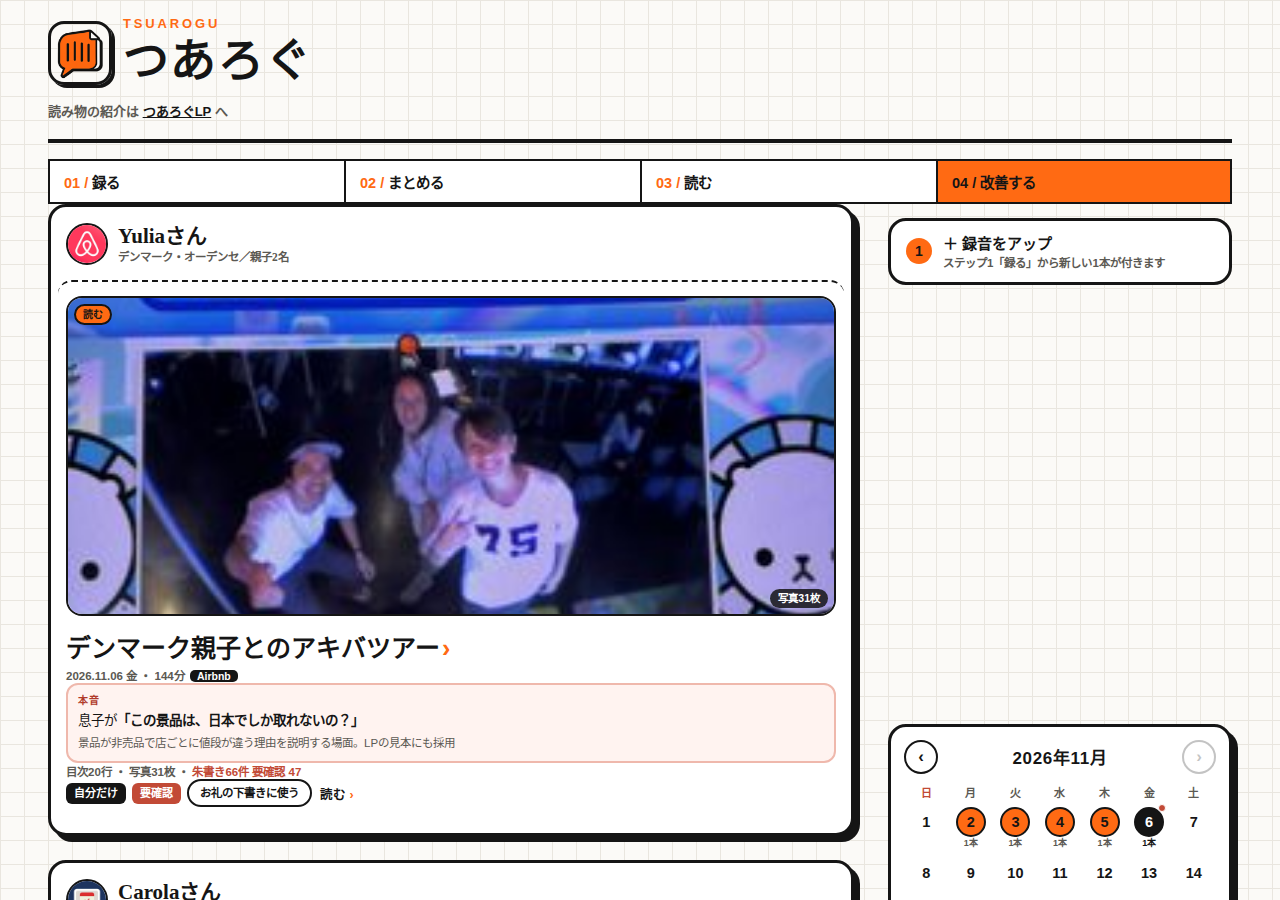 TSUAROGU
つあろぐ
読み物の紹介は つあろぐLP へ
01 / 録る
02 / まとめる
03 / 読む
04 / 改善する
Yuliaさん
デンマーク・オーデンセ／親子2名
読む
75
写真31枚
デンマーク親子とのアキバツアー›
2026.11.06 金 ・ 144分 Airbnb
本音
息子が「この景品は、日本でしか取れないの？」
景品が非売品で店ごとに値段が違う理由を説明する場面。LPの見本にも採用
目次20行 ・ 写真31枚 ・ 朱書き66件 要確認 47
自分だけ 要確認 お礼の下書きに使う 読む ›
Carolaさん
1
＋ 録音をアップ
ステップ1「録る」から新しい1本が付きます
‹ 2026年11月 ›
日 月 火 水 木 金 土
1 2 3 4 5 6 7
1本 1本 1本 1本 1本
8 9 10 11 12 13 14